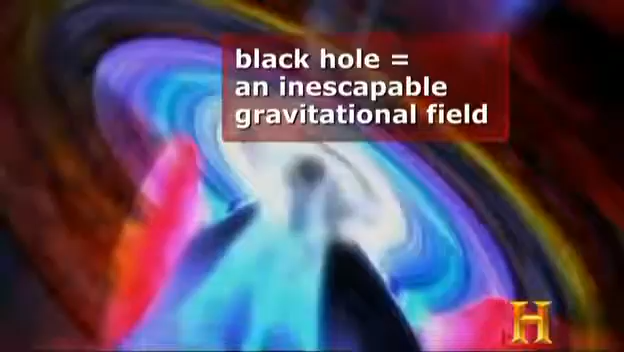 black hole =
an inescapable
gravitational field
H